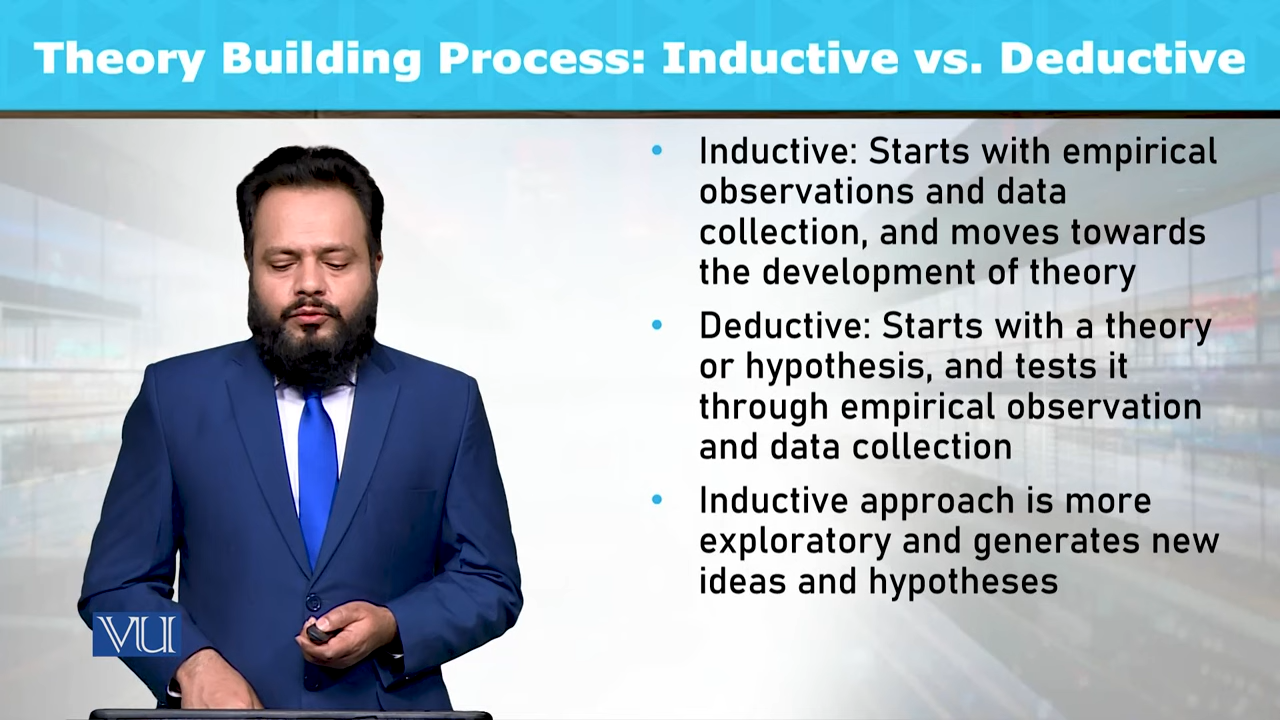 Theory Building Process: Inductive vs. Deductive
• Inductive: Starts with empirical
observations and data
collection, and moves towards
the development of theory
• Deductive: Starts with a theory
or hypothesis, and tests it
through empirical observation
and data collection
• Inductive approach is more
exploratory and generates new
ideas and hypotheses
VU